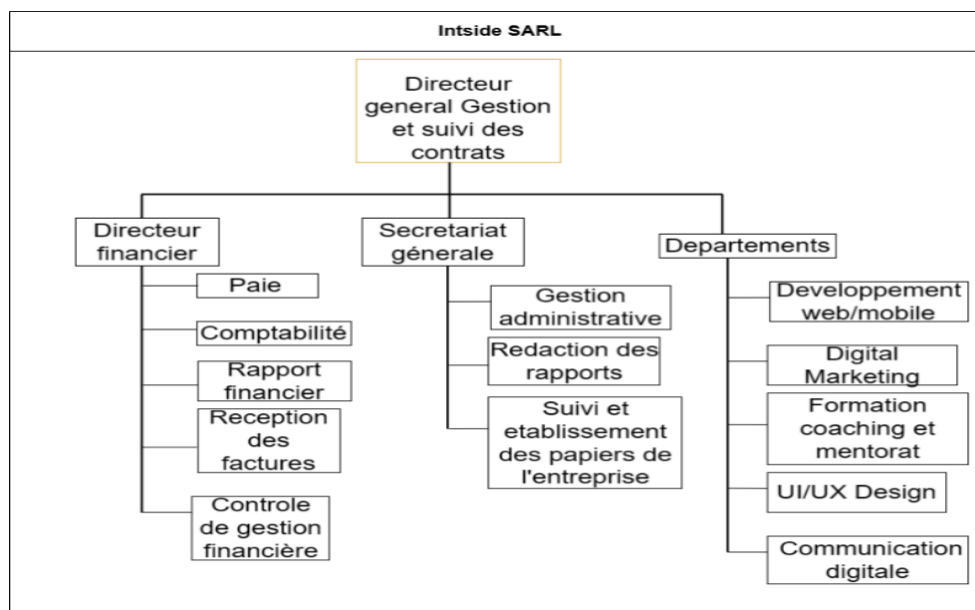 Intside SARL
Directeur
general Gestion
et suivi des
contrats
Directeur
financier
Paie
Comptabilité
Rapport
financier
Reception
des
factures
Controle
de gestion
financière
Secretariat
génerale
Gestion
administrative
Redaction des
rapports
Suivi et
etablissement
des papiers de
l'entreprise
Departements
Developpement
web/mobile
Digital
Marketing
Formation
coaching et
mentorat
UI/UX Design
Communication
digitale